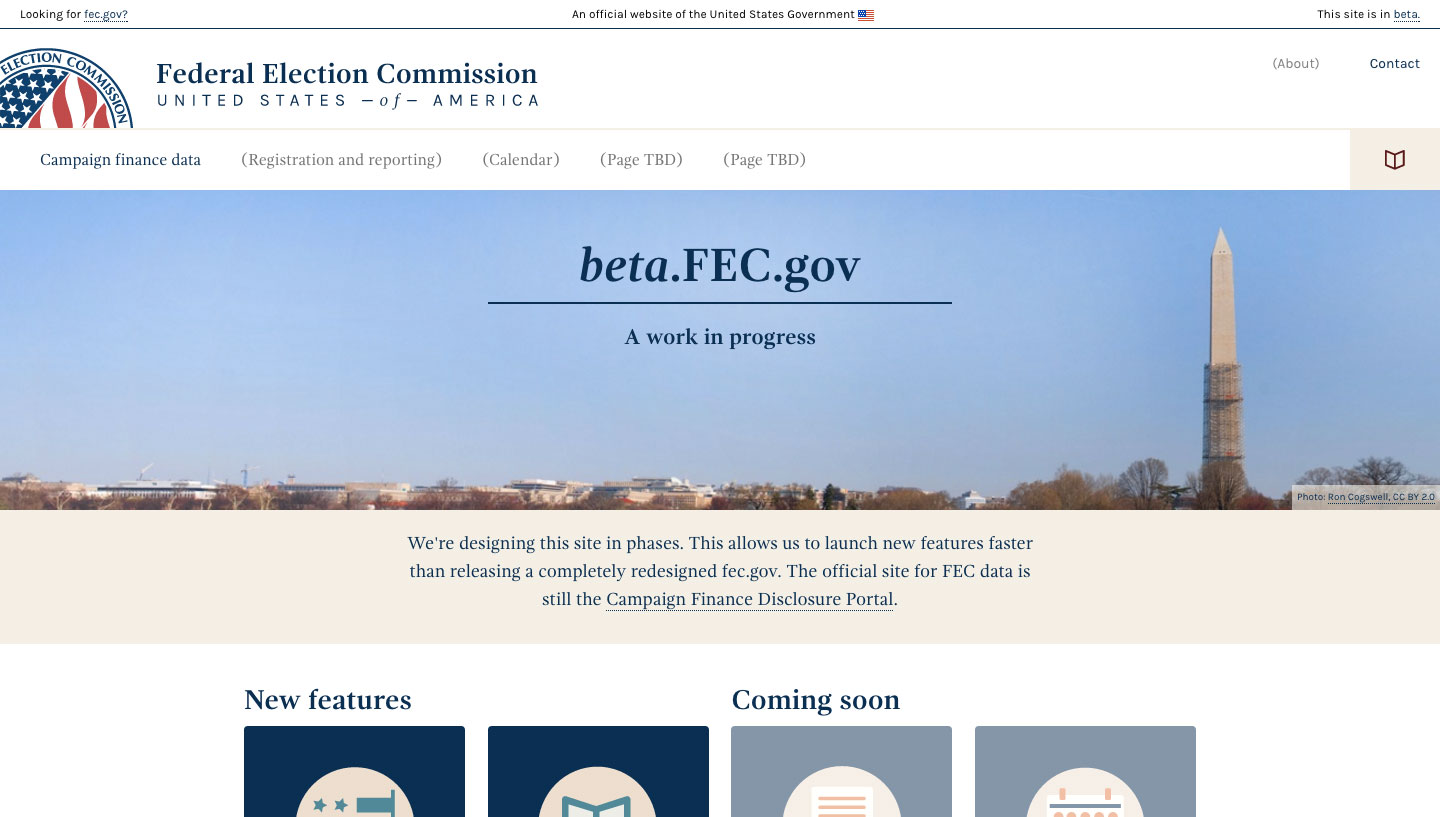 Looking for fec.gov?
An official website of the United States Government
This site is in beta.
ELECTION COMMISSION
Federal Election Commission
UNITED STATES —of— AMERICA
(About)
Contact
Campaign finance data
(Registration and reporting)
(Calendar)
(Page TBD)
(Page TBD)
beta.FEC.gov
A work in progress
Photo: Ron Cogswell, CC BY 2.0
We're designing this site in phases. This allows us to launch new features faster
than releasing a completely redesigned fec.gov. The official site for FEC data is
still the Campaign Finance Disclosure Portal.
New features
Coming soon